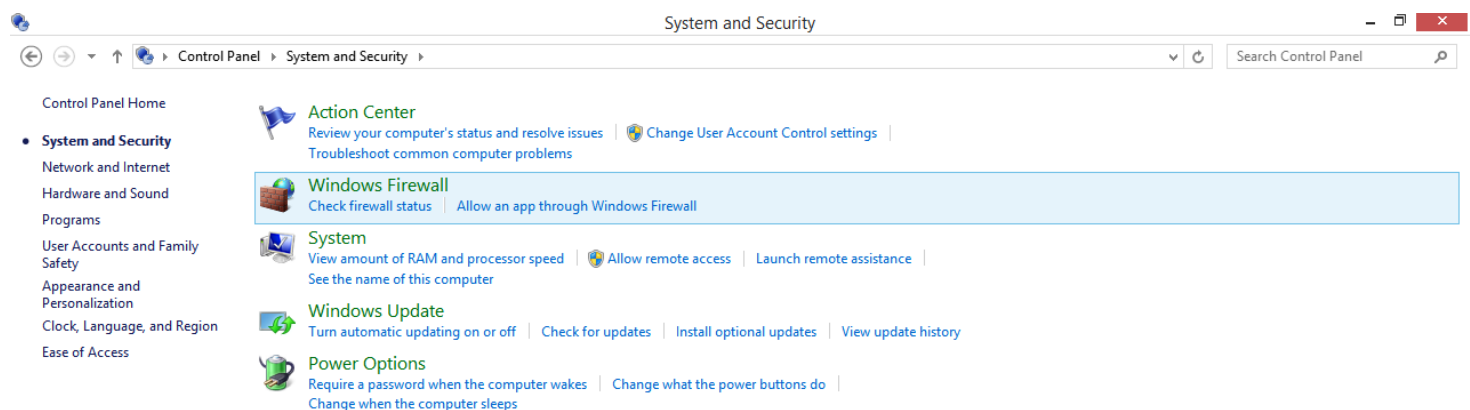 System and Security
Control Panel System and Security
Search Control Panel
Control Panel Home
System and Security
Network and Internet
Hardware and Sound
Programs
User Accounts and Family
Safety
Appearance and
Personalization
Clock, Language, and Region
Ease of Access
Action Center
Review your computer's status and resolve issues Change User Account Control settings
Troubleshoot common computer problems
Windows Firewall
Check firewall status Allow an app through Windows Firewall
System
View amount of RAM and processor speed Allow remote access Launch remote assistance
See the name of this computer
Windows Update
Turn automatic updating on or off Check for updates Install optional updates View update history
Power Options
Require a password when the computer wakes Change what the power buttons do
Change when the computer sleeps